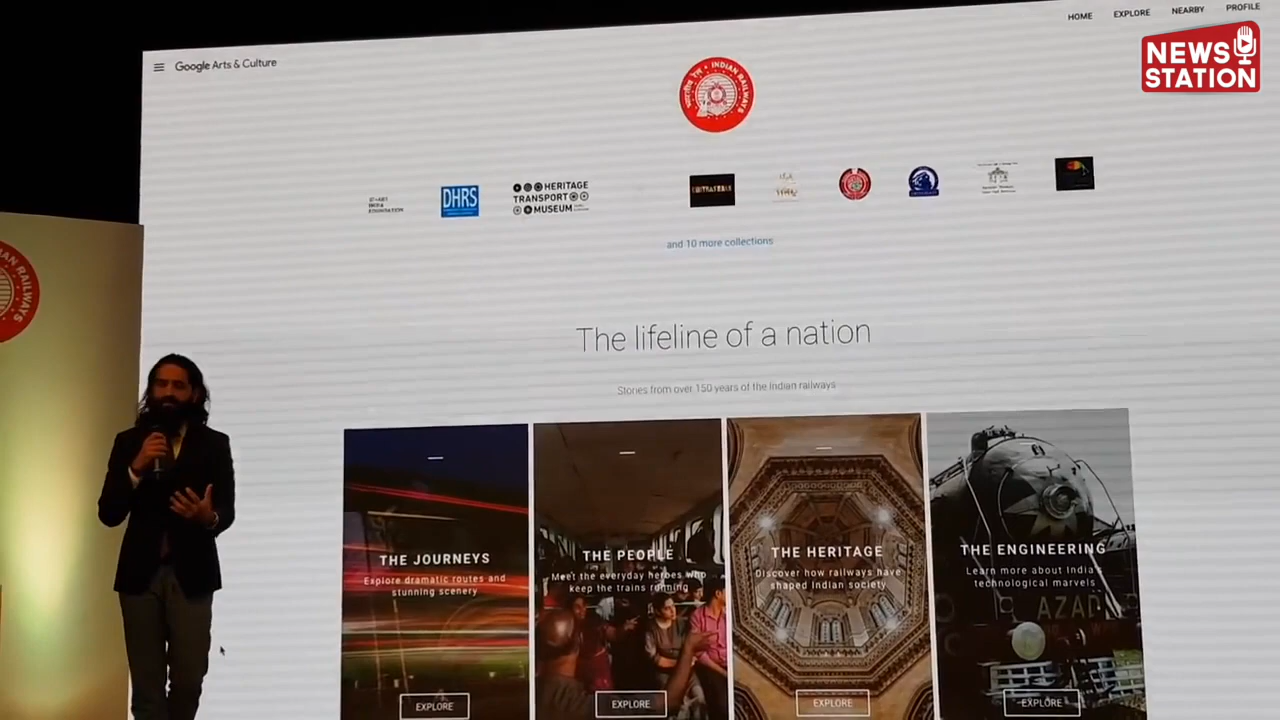 HOME EXPLORE NEARBY PROFILE
NEWS
STATION
Google Arts & Culture
भारतीय रेल • INDIAN RAILWAYS
DHRS
HERITAGE
TRANSPORT
MUSEUM
and 10 more collections
The lifeline of a nation
Stories from over 150 years of the Indian railways
AN RAILWAYS
THE JOURNEYS
Explore dramatic routes and
stunning scenery
EXPLORE
THE PEOPLE
Meet the everyday heroes who
keep the trains running
EXPLORE
THE HERITAGE
Discover how railways have
shaped Indian society
EXPLORE
THE ENGINEERING
Learn more about India's
technological marvels
AZAD
EXPLORE